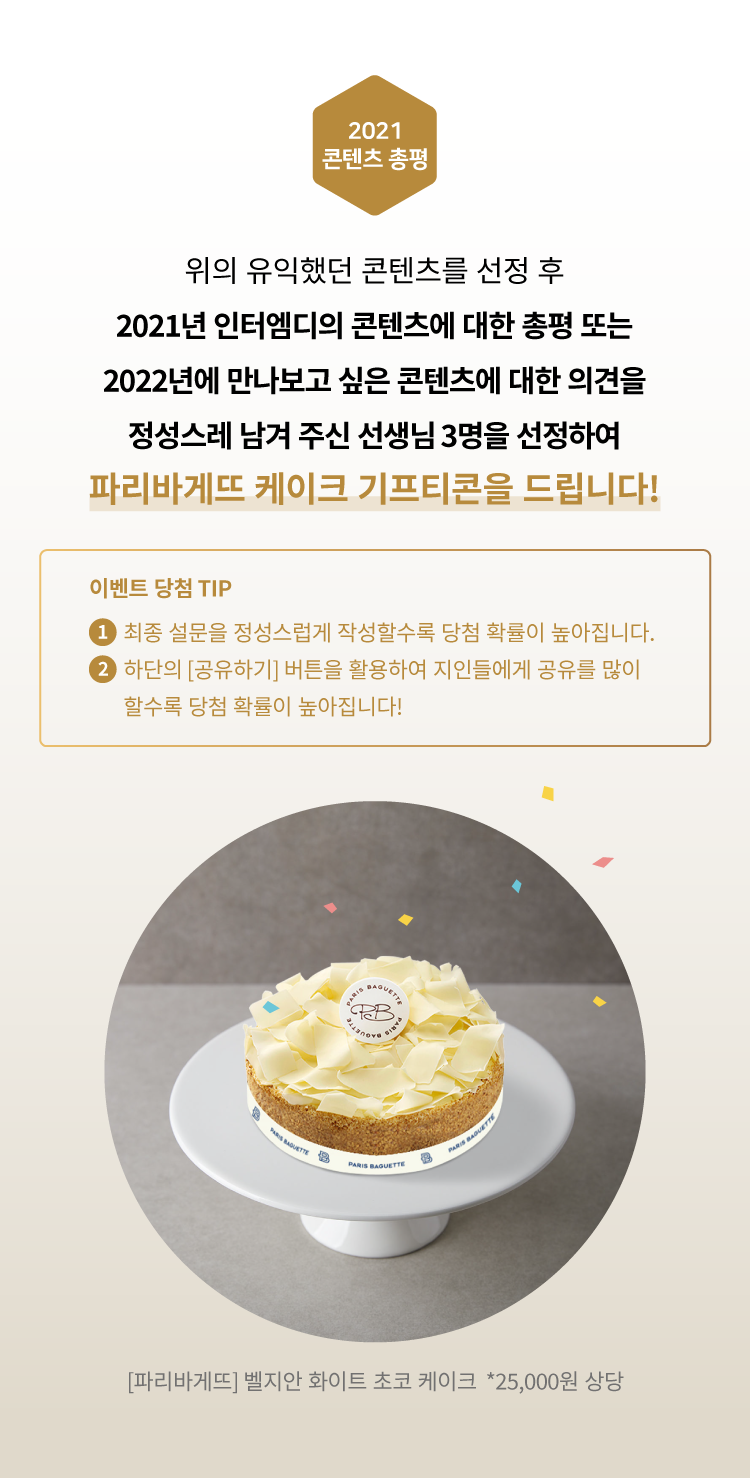 2021
콘텐츠 총평
위의 유익했던 콘텐츠를 선정 후
2021년 인터엠디의 콘텐츠에 대한 총평 또는
2022년에 만나보고 싶은 콘텐츠에 대한 의견을
정성스레 남겨 주신 선생님 3명을 선정하여
파리바게뜨 케이크 기프티콘을 드립니다!
이벤트 당첨 TIP
1 최종 설문을 정성스럽게 작성할수록 당첨 확률이 높아집니다.
2 하단의 [공유하기] 버튼을 활용하여 지인들에게 공유를 많이
할수록 당첨 확률이 높아집니다!
PARIS BAGUETTE
PB
PARIS BAGUETTE
PARIS BAGUETTE
PARIS BAGUETTE
PARIS BAGUETTE
[파리바게뜨] 벨지안 화이트 초코 케이크 *25,000원 상당